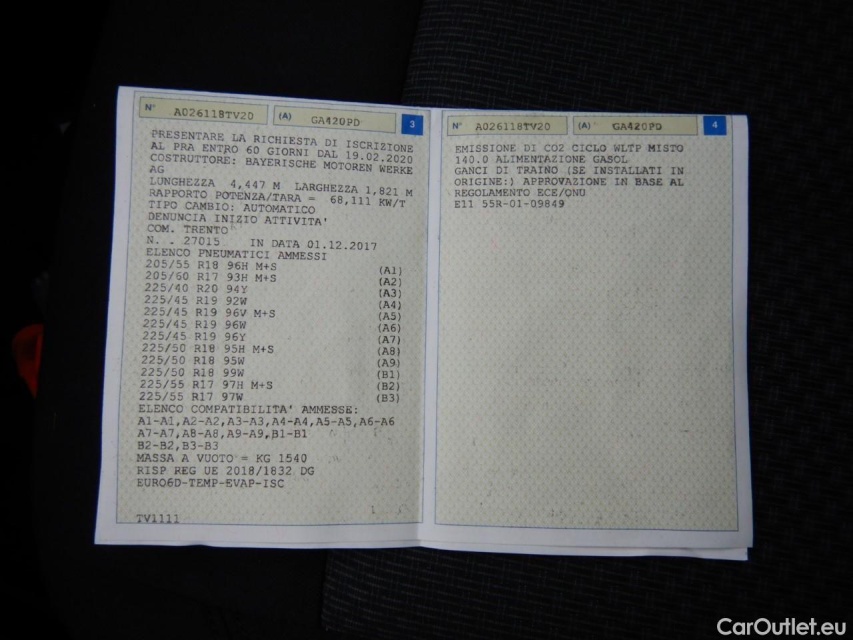 N° A026118TV20 (A) GA420PD 3
PRESENTARE LA RICHIESTA DI ISCRIZIONE
AL PRA ENTRO 60 GIORNI DAL 19.02.2020
COSTRUTTORE: BAYERISCHE MOTOREN WERKE
AG
LUNGHEZZA 4,447 M LARGHEZZA 1,821 M
RAPPORTO POTENZA/TARA = 68,111 KW/T
TIPO CAMBIO: AUTOMATICO
DENUNCIA INIZIO ATTIVITA'
COM. TRENTO
N. . 27015 IN DATA 01.12.2017
ELENCO PNEUMATICI AMMESSI
205/55 R18 96H M+S (A1)
205/60 R17 93H M+S (A2)
225/40 R20 94Y (A3)
225/45 R19 92W (A4)
225/45 R19 96V M+S (A5)
225/45 R19 96W (A6)
225/45 R19 96Y (A7)
225/50 R18 95H M+S (A8)
225/50 R18 95W (A9)
225/50 R18 99W (B1)
225/55 R17 97H M+S (B2)
225/55 R17 97W (B3)
ELENCO COMPATIBILITA' AMMESSE:
A1-A1,A2-A2,A3-A3,A4-A4,A5-A5,A6-A6
A7-A7,A8-A8,A9-A9,B1-B1
B2-B2,B3-B3
MASSA A VUOTO = KG 1540
RISP REG UE 2018/1832 DG
EURO6D-TEMP-EVAP-ISC
TV1111
N° A026118TV20 (A) GA420PD 4
EMISSIONE DI CO2 CICLO WLTP MISTO
140.0 ALIMENTAZIONE GASOL
GANCI DI TRAINO (SE INSTALLATI IN
ORIGINE:) APPROVAZIONE IN BASE AL
REGOLAMENTO ECE/ONU
E11 55R-01-09849
CarOutlet.eu